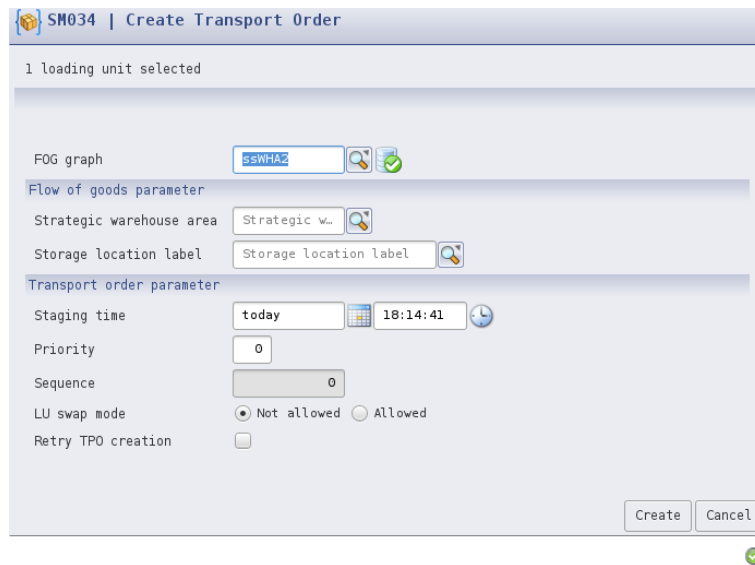 SM034 | Create Transport Order
1 loading unit selected
FOG graph ssWHA2
Flow of goods parameter
Strategic warehouse area Strategic w…
Storage location label Storage location label
Transport order parameter
Staging time today 18:14:41
Priority 0
Sequence 0
LU swap mode Not allowed Allowed
Retry TPO creation
Create Cancel